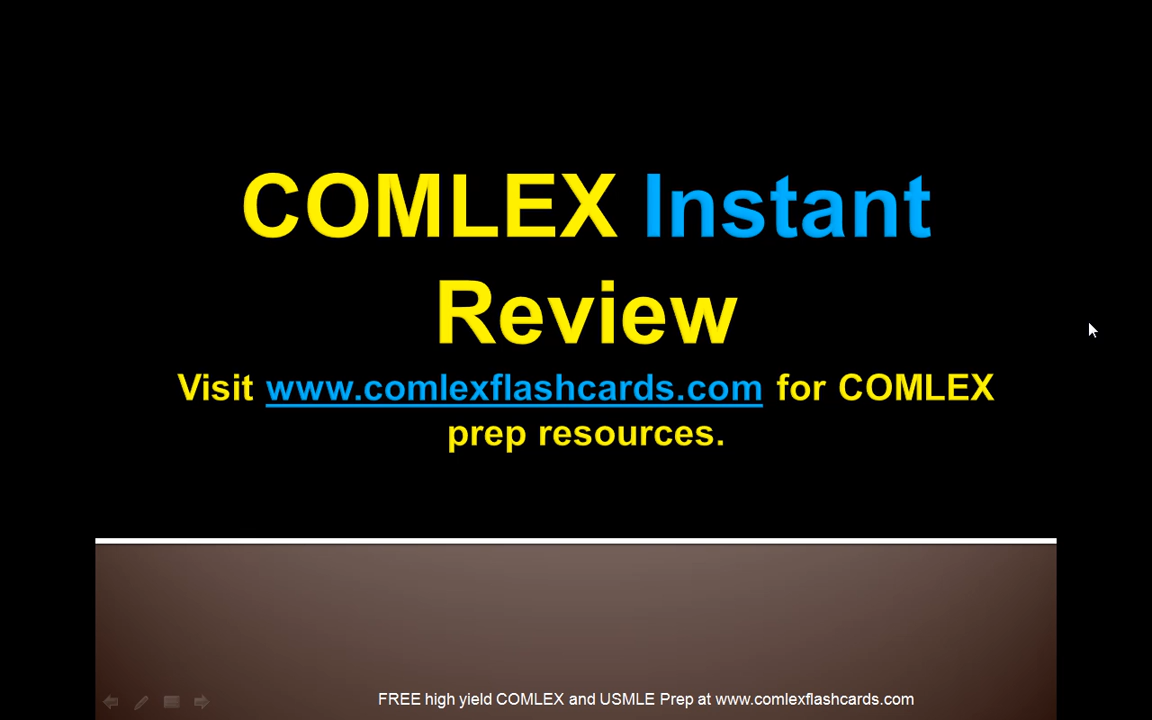 COMLEX Instant
Review
Visit www.comlexflashcards.com for COMLEX
prep resources.
FREE high yield COMLEX and USMLE Prep at www.comlexflashcards.com